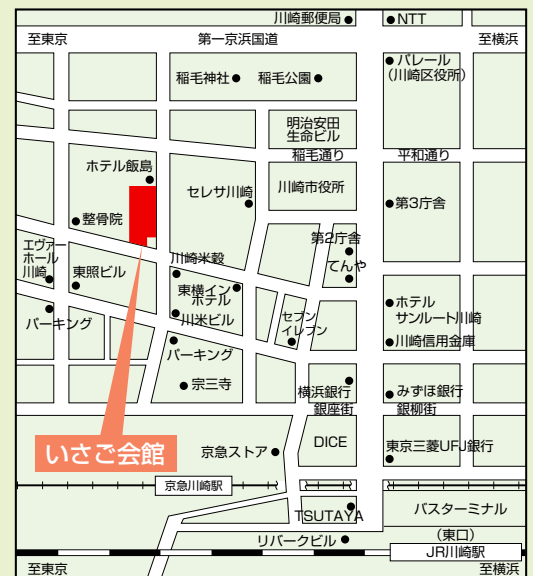 川崎郵便局
NTT
至東京
第一京浜国道
至横浜
パレール
(川崎区役所)
稲毛神社
稲毛公園
明治安田
生命ビル
稲毛通り
平和通り
ホテル飯島
セレサ川崎
川崎市役所
第3庁舎
整骨院
第2庁舎
エヴァー
ホール
川崎
川崎米穀
てんや
東照ビル
東横イン
ホテル
ホテル
サンルート川崎
パーキング
川米ビル
セブン
イレブン
川崎信用金庫
パーキング
宗三寺
横浜銀行
みずほ銀行
銀座街
銀柳街
いさご会館
京急ストア
DICE
東京三菱UFJ銀行
京急川崎駅
TSUTAYA
バスターミナル
リバークビル
(東口)
JR川崎駅
至東京
至横浜